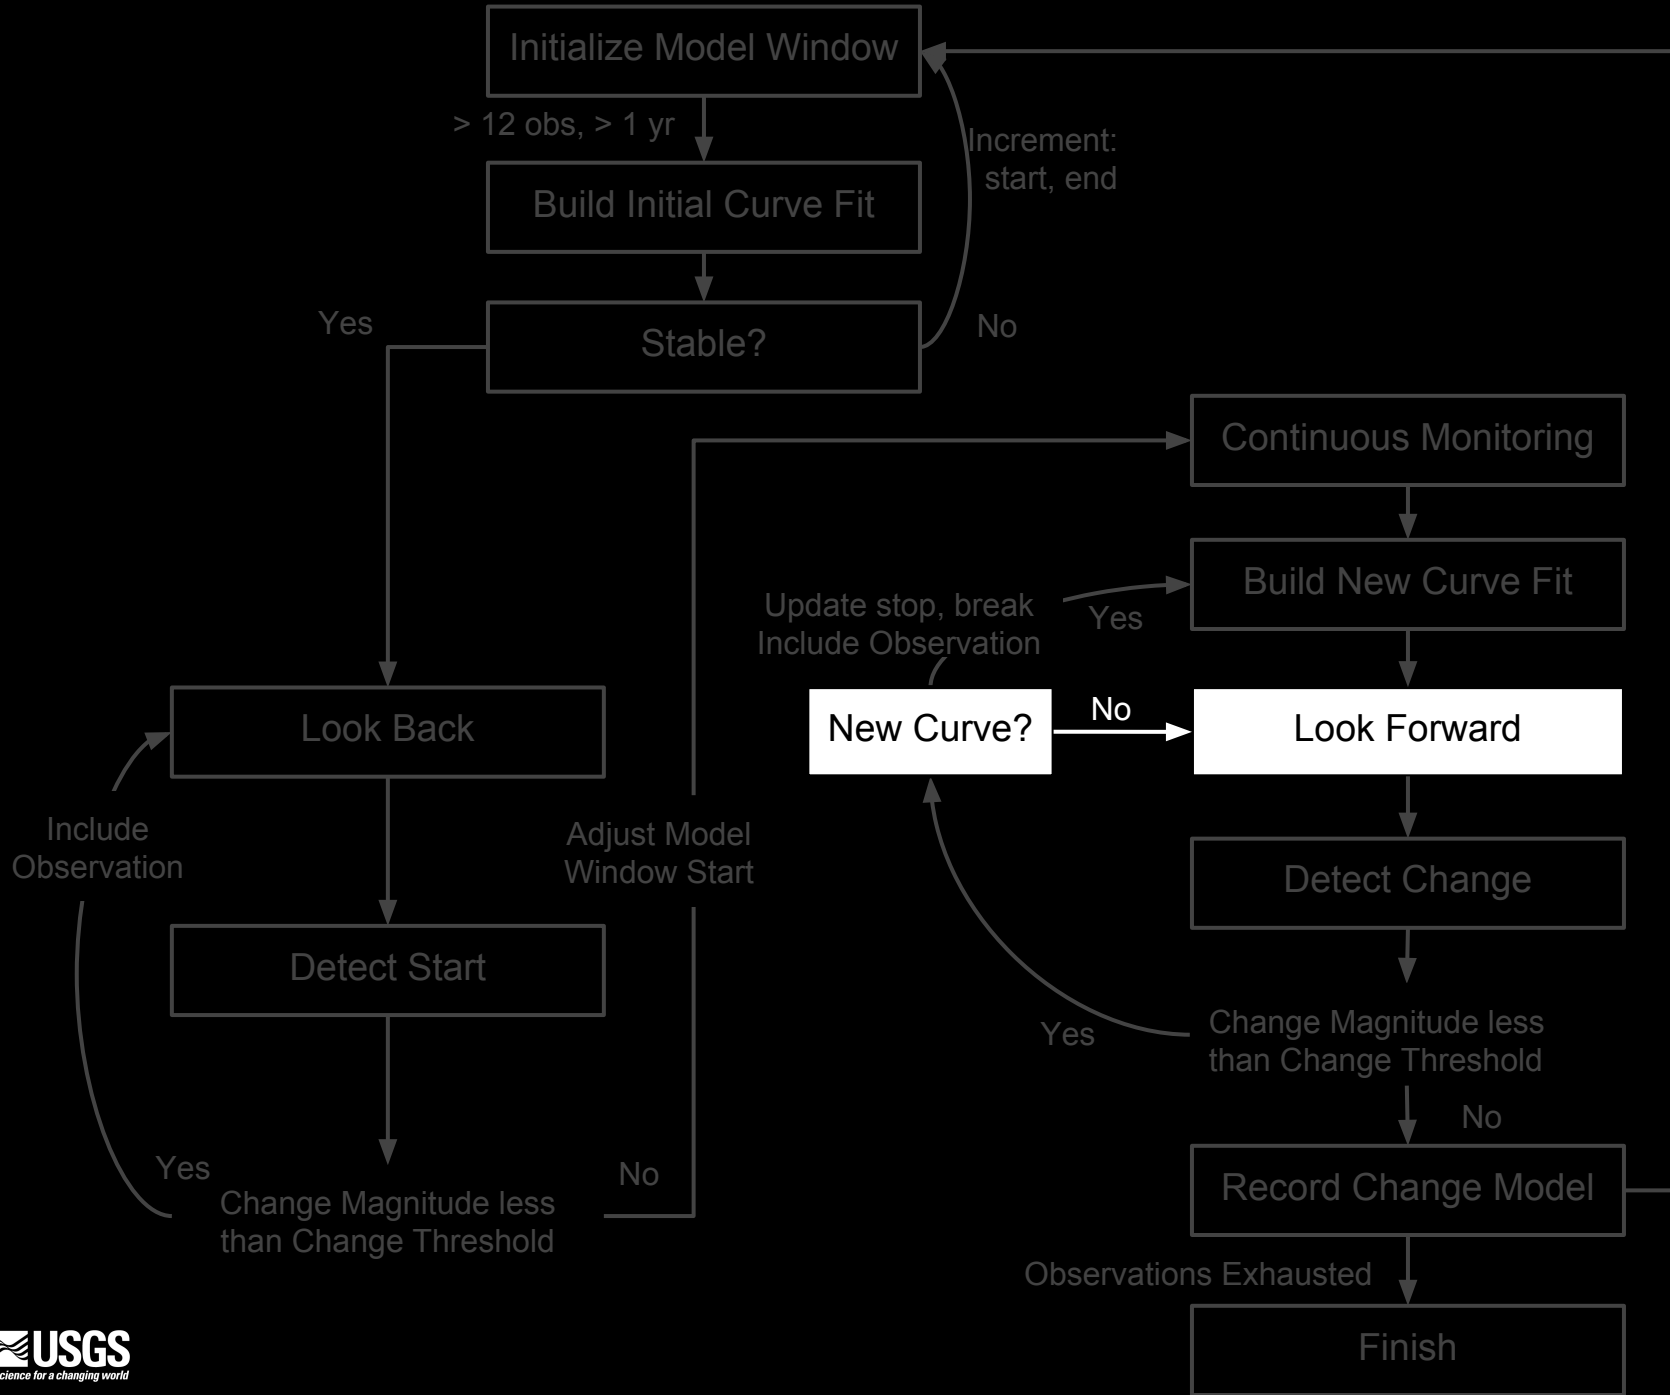 Initialize Model Window
> 12 obs, > 1 yr
Increment:
start, end
Build Initial Curve Fit
Yes
Stable?
No
Continuous Monitoring
Build New Curve Fit
Update stop, break
Include Observation
Yes
Look Back
New Curve?
No
Look Forward
Include
Observation
Adjust Model
Window Start
Detect Change
Detect Start
Yes
Change Magnitude less
than Change Threshold
No
Yes
No
Change Magnitude less
than Change Threshold
Record Change Model
Observations Exhausted
Finish
USGS
cience for a changing world